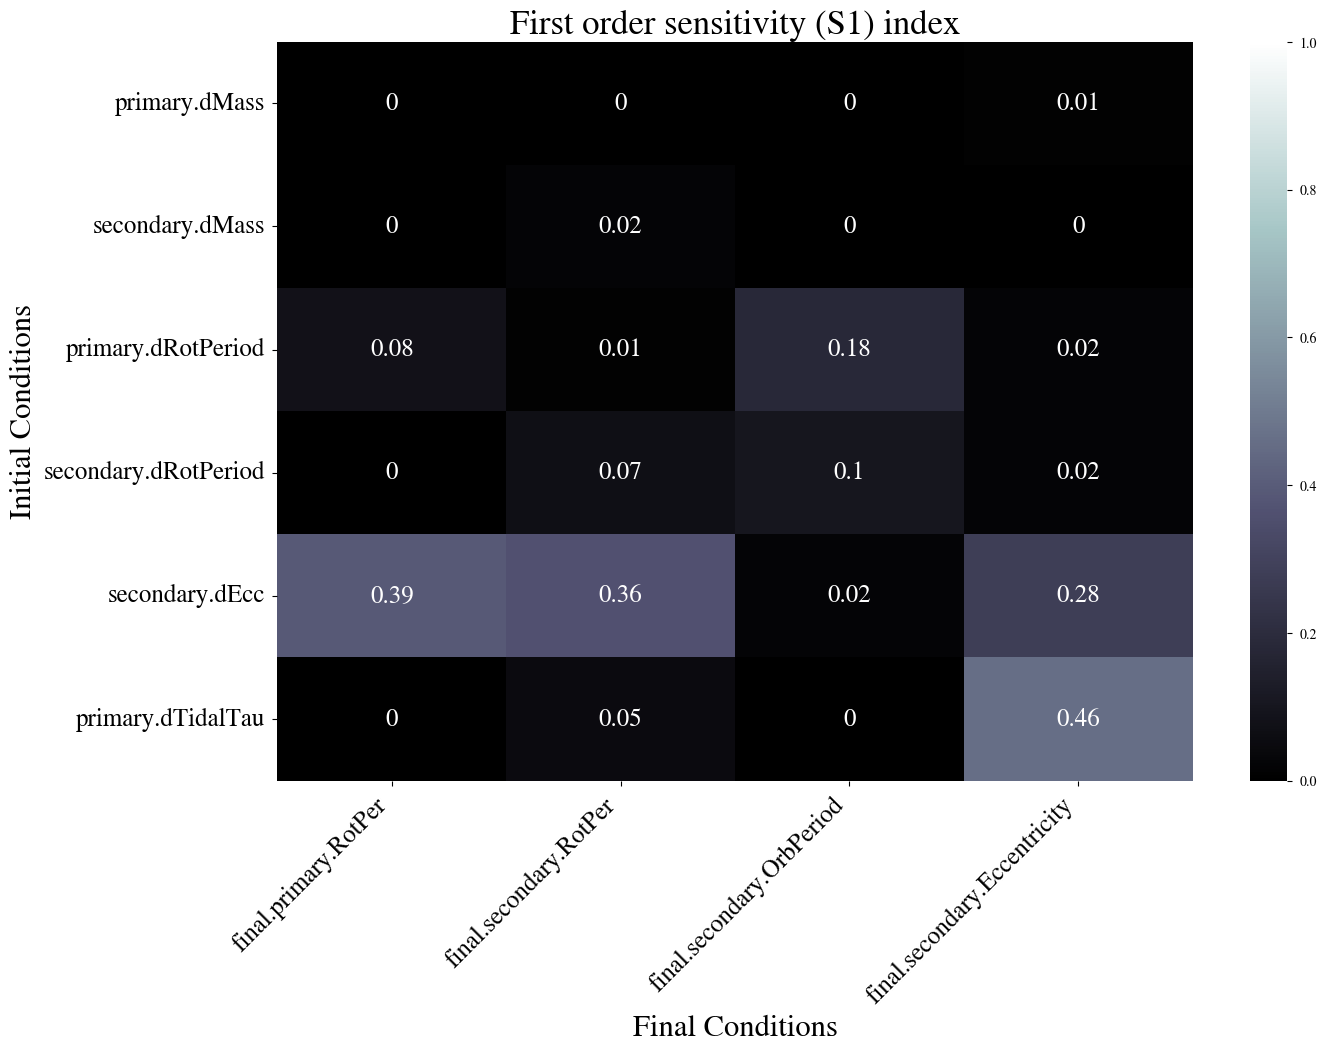 First order sensitivity (S1) index
Initial Conditions
primary.dMass 0 0 0 0.01
secondary.dMass 0 0.02 0 0
primary.dRotPeriod 0.08 0.01 0.18 0.02
secondary.dRotPeriod 0 0.07 0.1 0.02
secondary.dEcc 0.39 0.36 0.02 0.28
primary.dTidalTau 0 0.05 0 0.46
final.primary.RotPer
final.secondary.RotPer
final.secondary.OrbPeriod
final.secondary.Eccentricity
Final Conditions
1.0
0.8
0.6
0.4
0.2
0.0